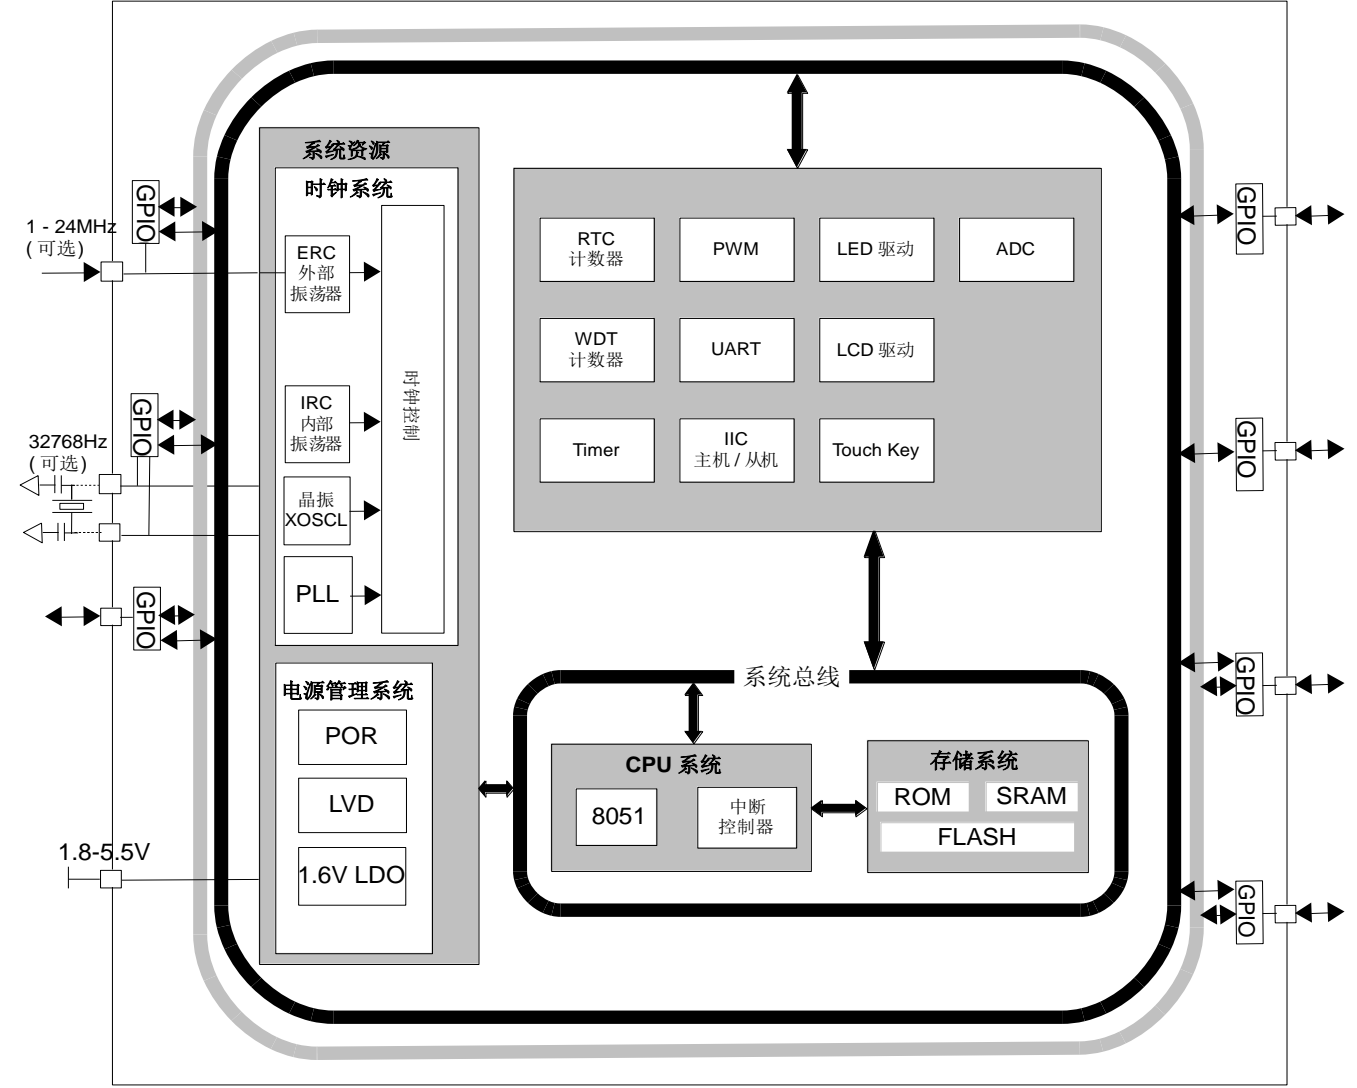 系统资源
时钟系统
GPIO
1 - 24MHz
(可选)
ERC
外部
振荡器
时钟控制
IRC
内部
振荡器
GPIO
32768Hz
(可选)
晶振
XOSCL
PLL
GPIO
电源管理系统
POR
LVD
1.6V LDO
1.8-5.5V
RTC
计数器
PWM
LED 驱动
ADC
WDT
计数器
UART
LCD 驱动
Timer
IIC
主机 / 从机
Touch Key
系统总线
CPU 系统
8051
中断
控制器
存储系统
ROM
SRAM
FLASH
GPIO
GPIO
GPIO
GPIO